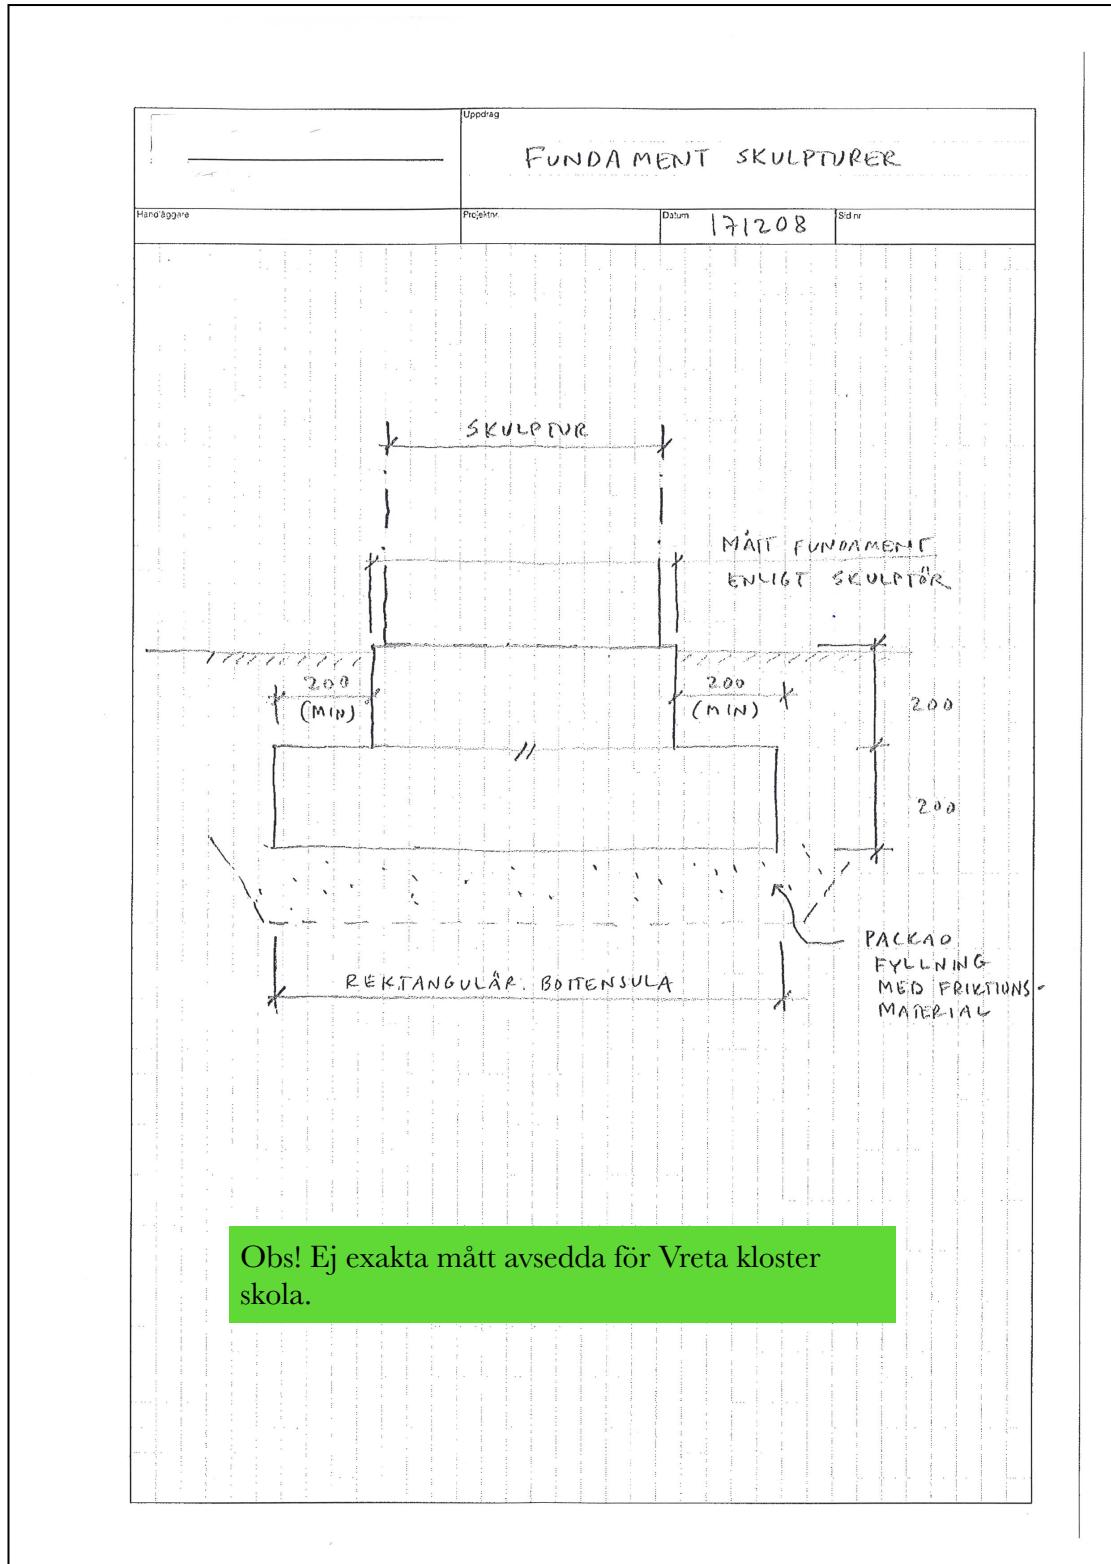 Uppdrag
FUNDAMENT SKULPTURER
Handläggare
Projektnr.
Datum
171208
Sid nr
SKULPTUR
MÅTT FUNDAMENT
ENLIGT SKULPTÖR
200
(MIN)
200
(MIN)
200
200
PACKAD
FYLLNING
MED FRIKTIONS-
MATERIAL
REKTANGULÄR BOTTENSULA
Obs! Ej exakta mått avsedda för Vreta kloster
skola.